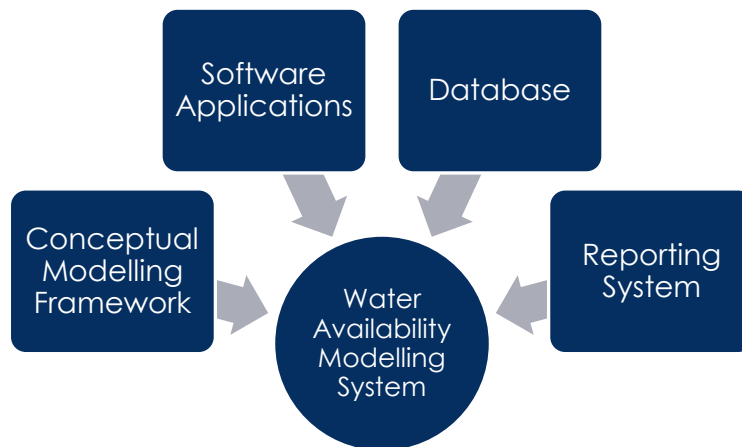 Software
Applications
Database
Conceptual
Modelling
Framework
Reporting
System
Water
Availability
Modelling
System